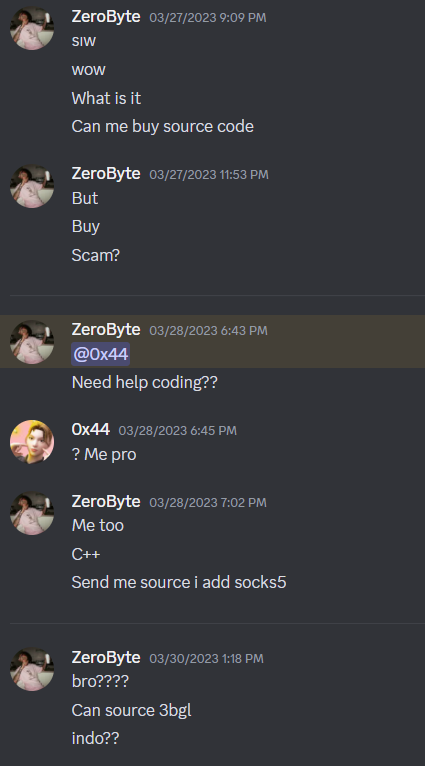 ZeroByte 03/27/2023 9:09 PM
sıw
wow
What is it
Can me buy source code
ZeroByte 03/27/2023 11:53 PM
But
Buy
Scam?
ZeroByte 03/28/2023 6:43 PM
@0x44
Need help coding??
0x44 03/28/2023 6:45 PM
? Me pro
ZeroByte 03/28/2023 7:02 PM
Me too
C++
Send me source i add socks5
ZeroByte 03/30/2023 1:18 PM
bro????
Can source 3bgl
indo??